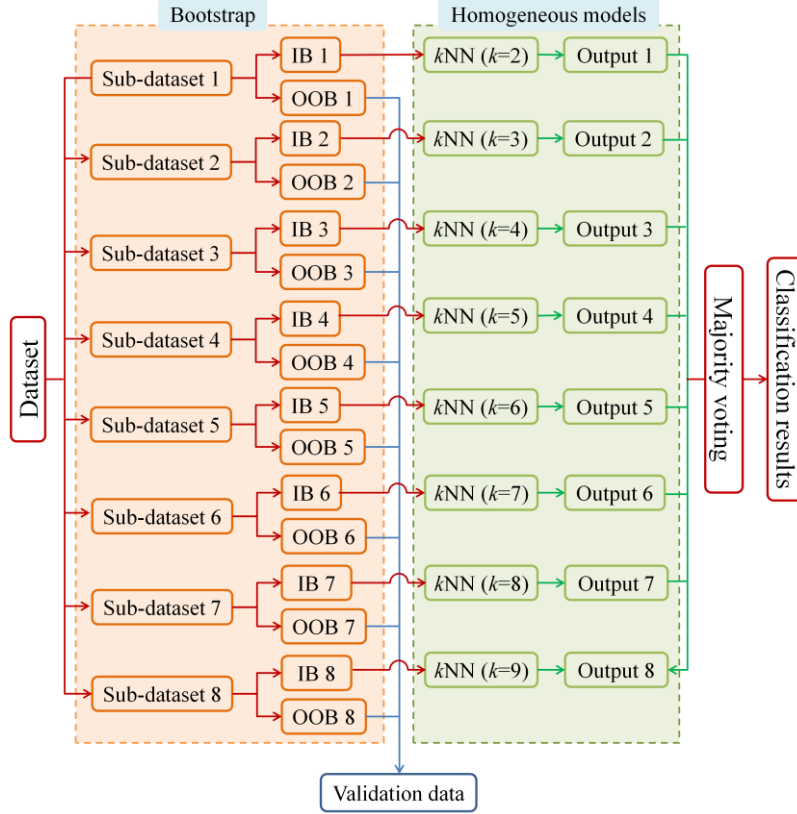 Bootstrap
Homogeneous models
Dataset
Sub-dataset 1
IB 1
OOB 1
kNN (k=2)
Output 1
Sub-dataset 2
IB 2
OOB 2
kNN (k=3)
Output 2
Sub-dataset 3
IB 3
OOB 3
kNN (k=4)
Output 3
Sub-dataset 4
IB 4
OOB 4
kNN (k=5)
Output 4
Sub-dataset 5
IB 5
OOB 5
kNN (k=6)
Output 5
Sub-dataset 6
IB 6
OOB 6
kNN (k=7)
Output 6
Sub-dataset 7
IB 7
OOB 7
kNN (k=8)
Output 7
Sub-dataset 8
IB 8
OOB 8
kNN (k=9)
Output 8
Majority voting
Classification
results
Validation data